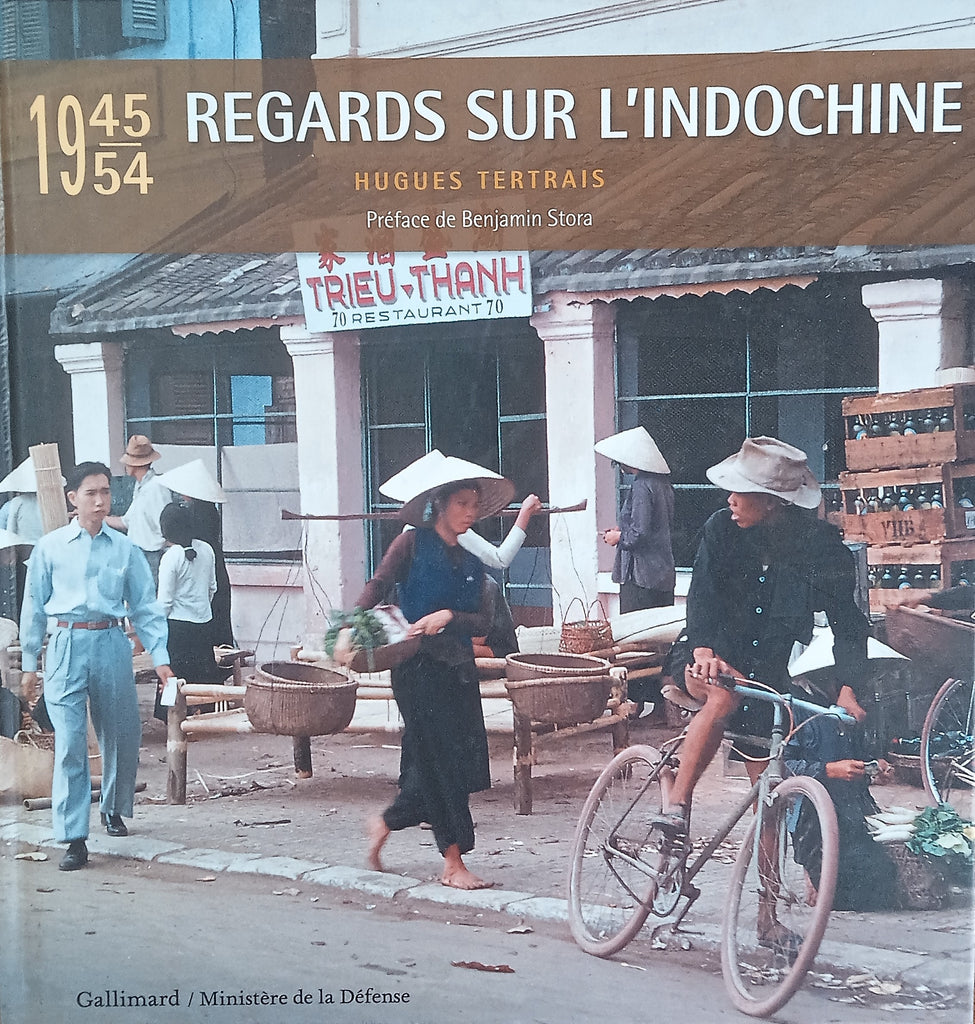 1945
54
REGARDS SUR L'INDOCHINE
HUGUES TERTRAIS
Préface de Benjamin Stora
TRIEU-THANH
70 RESTAURANT 70
Gallimard / Ministère de la Défense